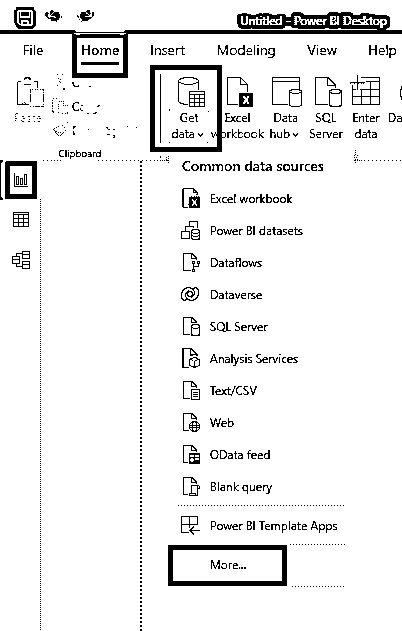 Untitled - Power BI Desktop
File Home Insert Modeling View Help
Paste
Get data
Excel workbook
Data hub
SQL Server
Enter data
Clipboard
Common data sources
Excel workbook
Power BI datasets
Dataflows
Dataverse
SQL Server
Analysis Services
Text/CSV
Web
OData feed
Blank query
Power BI Template Apps
More...